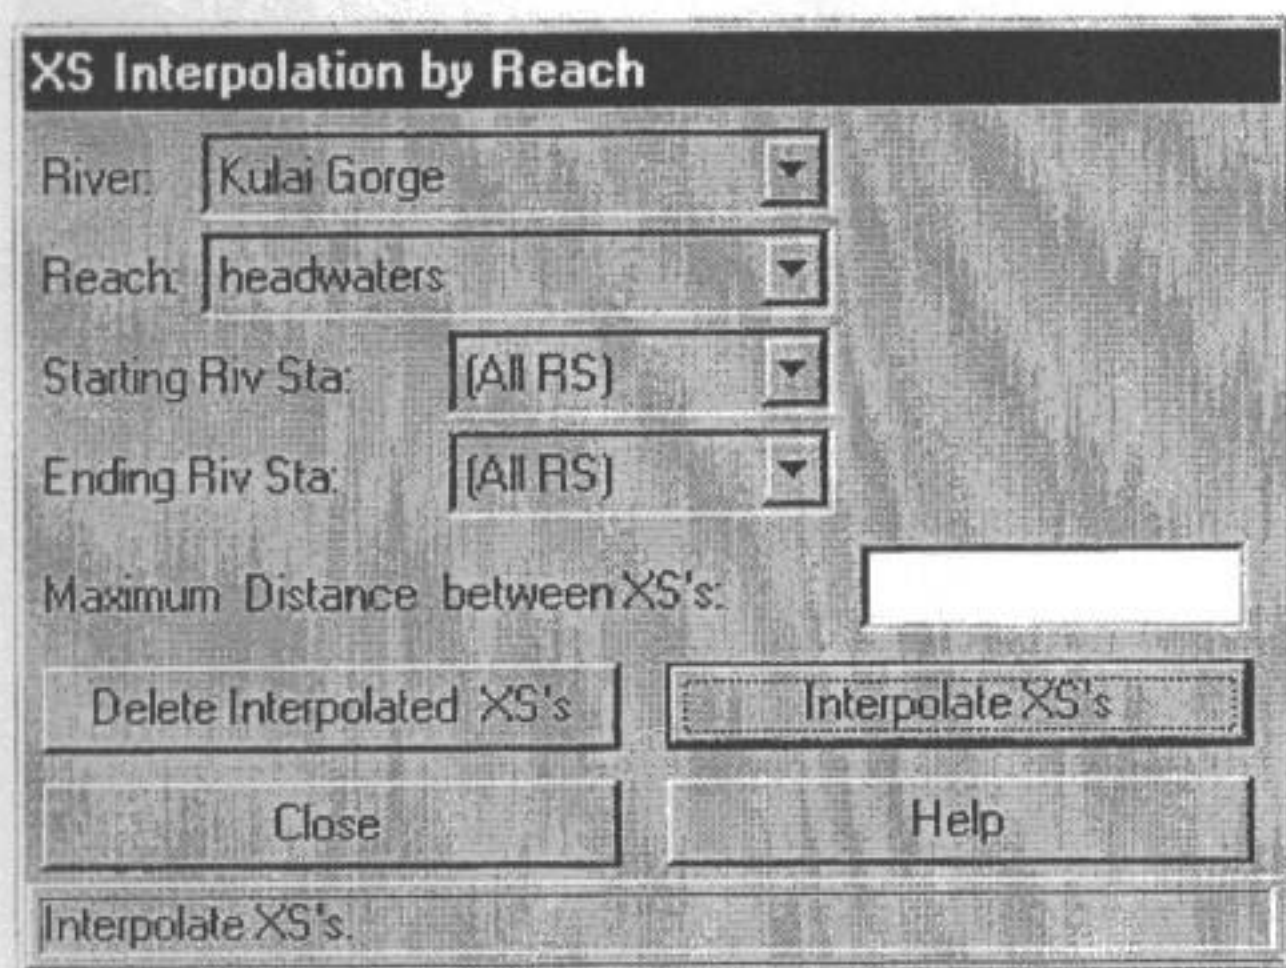 XS Interpolation by Reach
River: Kulai Gorge
Reach: headwaters
Starting Riv Sta: (All RS)
Ending Riv Sta: (All RS)
Maximum Distance between XS's:
Delete Interpolated XS's Interpolate XS's
Close Help
Interpolate XS's.